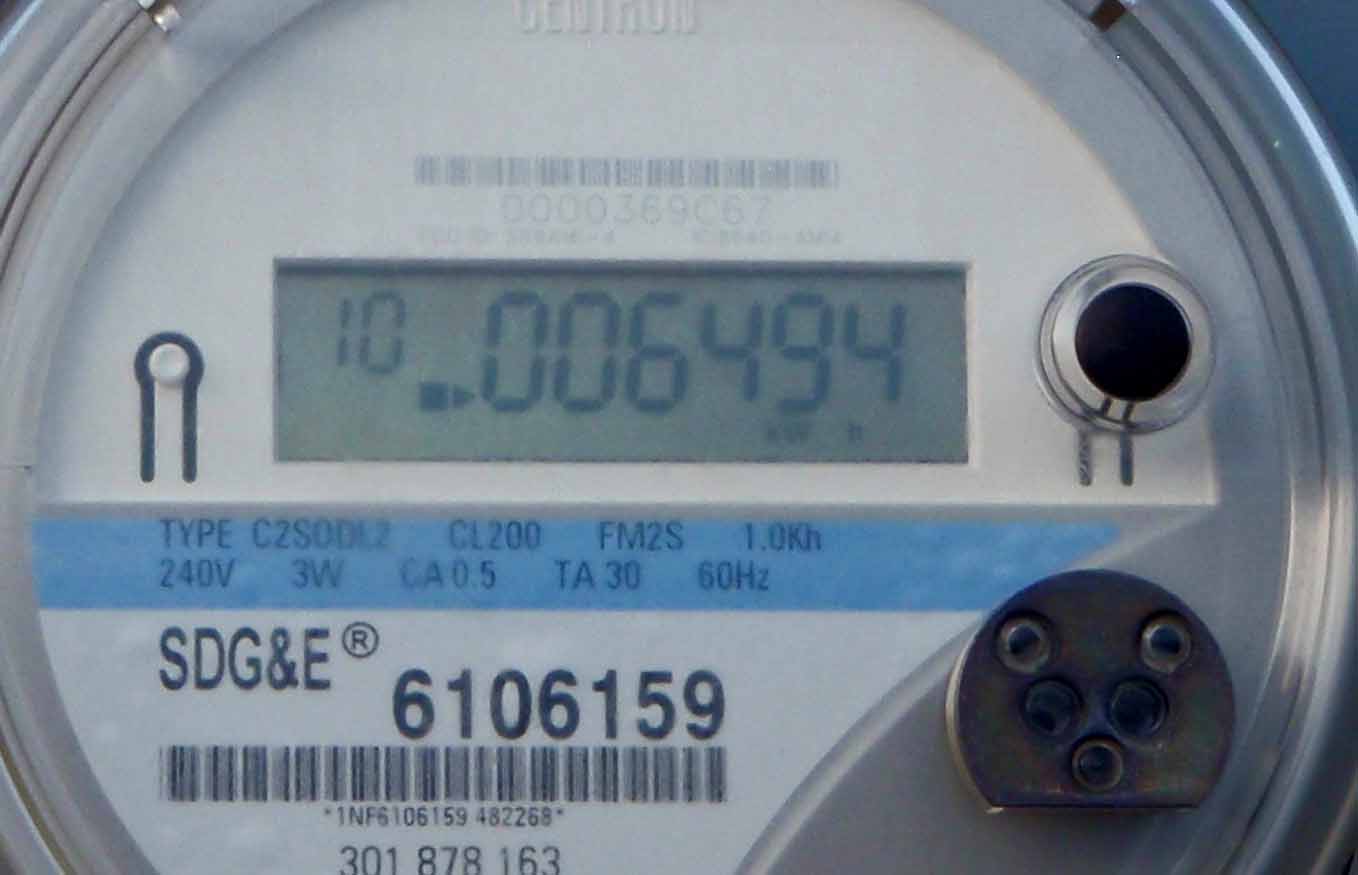 CENTRON
0000369C67
10 006494
kW h
TYPE C2SODL2 CL200 FM2S 1.0Kh
240V 3W CA 0.5 TA 30 60Hz
SDG&E®
6106159
*1NF6106159 482268*
301 878 163